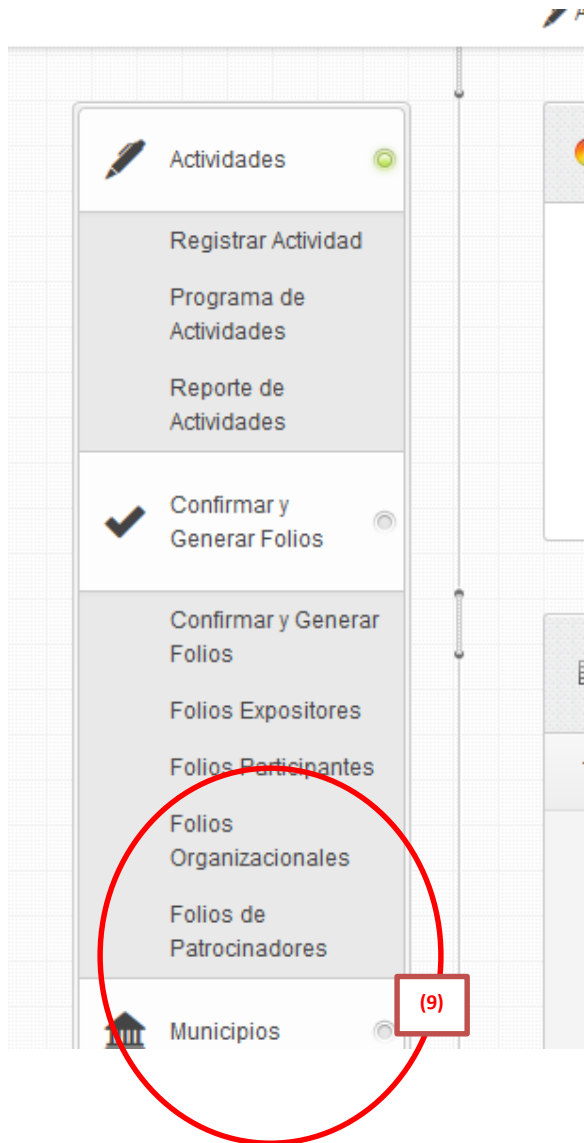 Actividades
Registrar Actividad
Programa de
Actividades
Reporte de
Actividades
Confirmar y
Generar Folios
Confirmar y Generar
Folios
Folios Expositores
Folios Participantes
Folios
Organizacionales
Folios de
Patrocinadores
(9)
Municipios